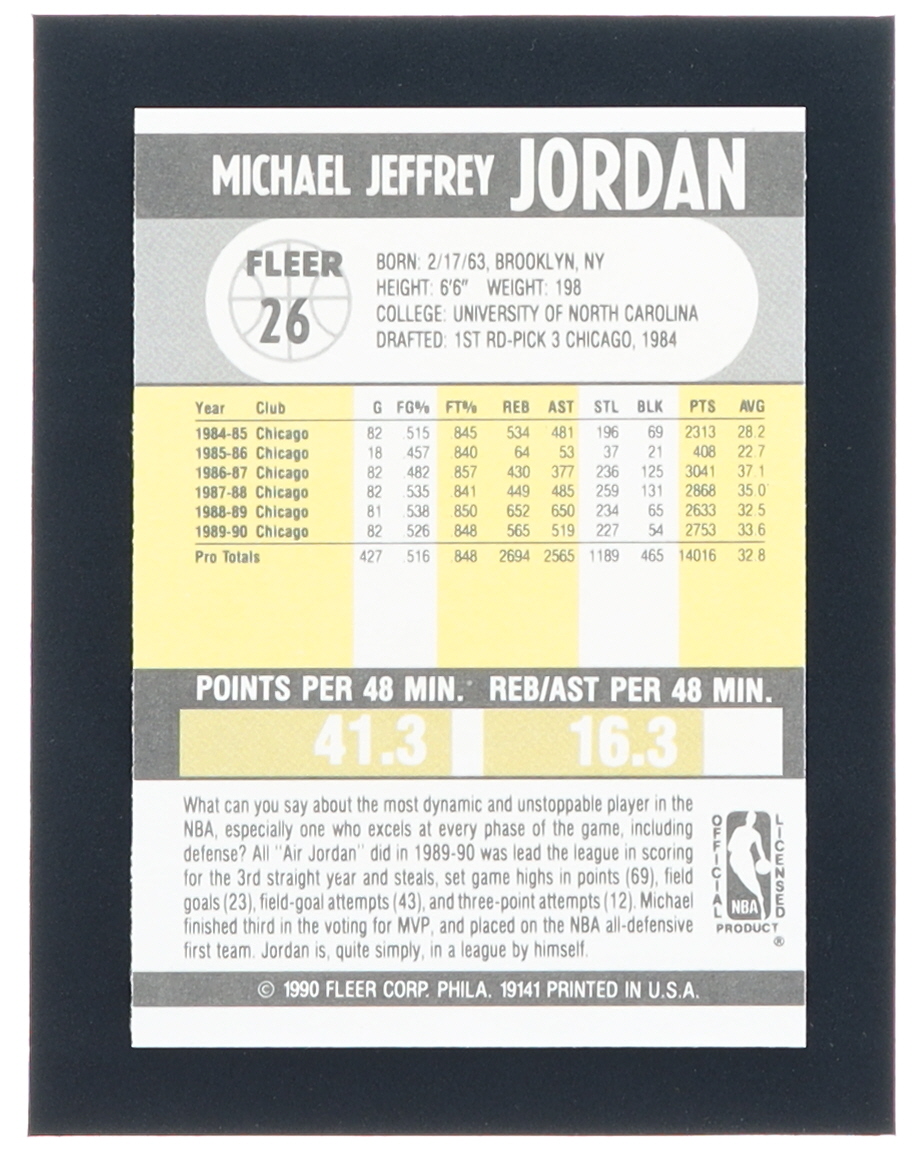 MICHAEL JEFFREY JORDAN
FLEER
26
BORN: 2/17/63, BROOKLYN, NY
HEIGHT: 6'6" WEIGHT: 198
COLLEGE: UNIVERSITY OF NORTH CAROLINA
DRAFTED: 1ST RD-PICK 3 CHICAGO, 1984
Year Club G FG% FT% REB AST STL BLK PTS AVG
1984-85 Chicago 82 .515 .845 534 481 196 69 2313 28.2
1985-86 Chicago 18 .457 .840 64 53 37 21 408 22.7
1986-87 Chicago 82 .482 .857 430 377 236 125 3041 37.1
1987-88 Chicago 82 .535 .841 449 485 259 131 2868 35.0
1988-89 Chicago 81 .538 .850 652 650 234 65 2633 32.5
1989-90 Chicago 82 .526 .848 565 519 227 54 2753 33.6
Pro Totals 427 .516 .848 2694 2565 1189 465 14016 32.8
POINTS PER 48 MIN. REB/AST PER 48 MIN.
41.3 16.3
What can you say about the most dynamic and unstoppable player in the
NBA, especially one who excels at every phase of the game, including
defense? All "Air Jordan" did in 1989-90 was lead the league in scoring
for the 3rd straight year and steals, set game highs in points (69), field
goals (23), field-goal attempts (43), and three-point attempts (12). Michael
finished third in the voting for MVP, and placed on the NBA all-defensive
first team. Jordan is, quite simply, in a league by himself.
OFFICIAL LICENSED
NBA
PRODUCT
®
© 1990 FLEER CORP. PHILA. 19141 PRINTED IN U.S.A.